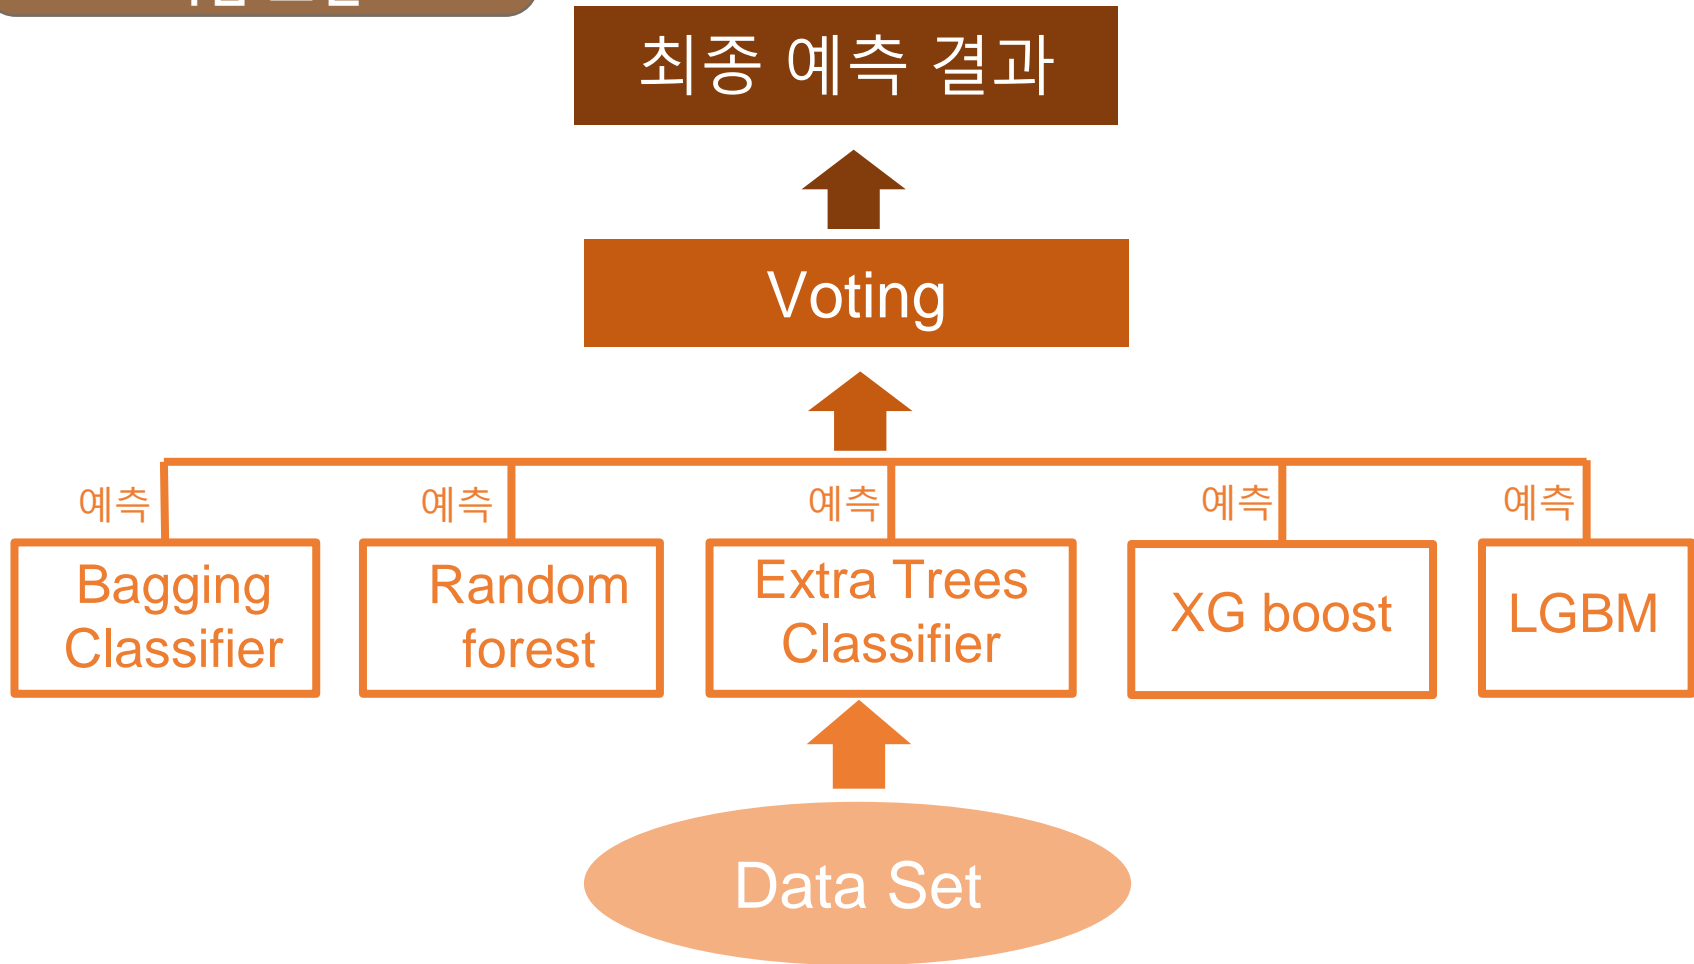 최종 예측 결과
Voting
예측
예측
예측
예측
예측
Bagging
Classifier
Random
forest
Extra Trees
Classifier
XG boost
LGBM
Data Set